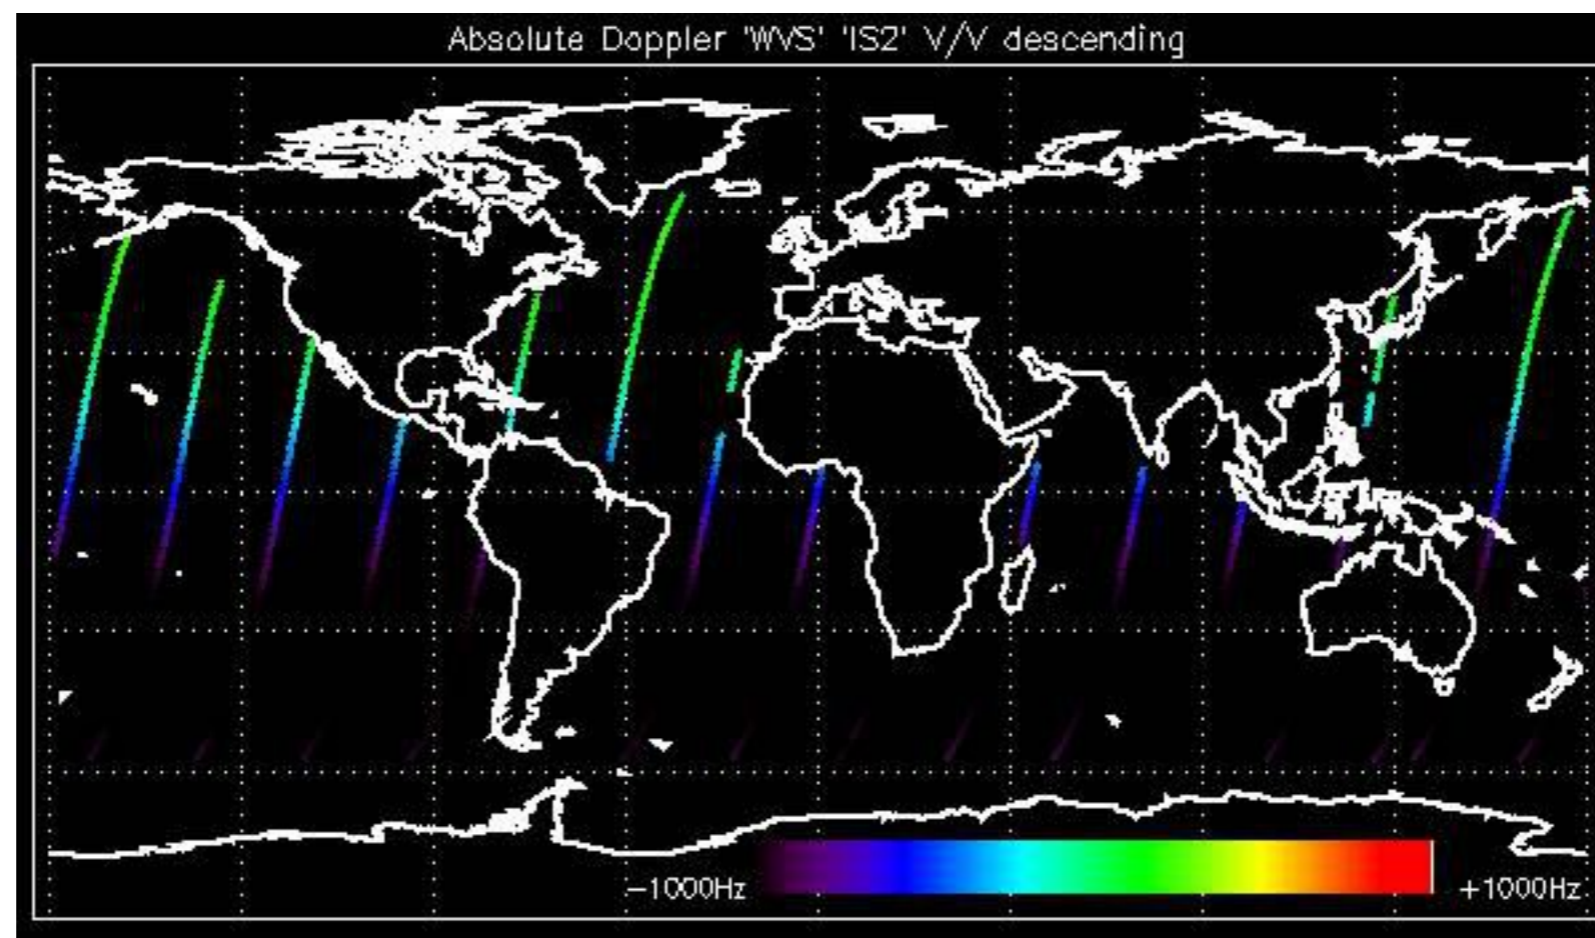 Absolute Doppler 'WVS' 'IS2' V/V descending
−1000Hz
+1000Hz